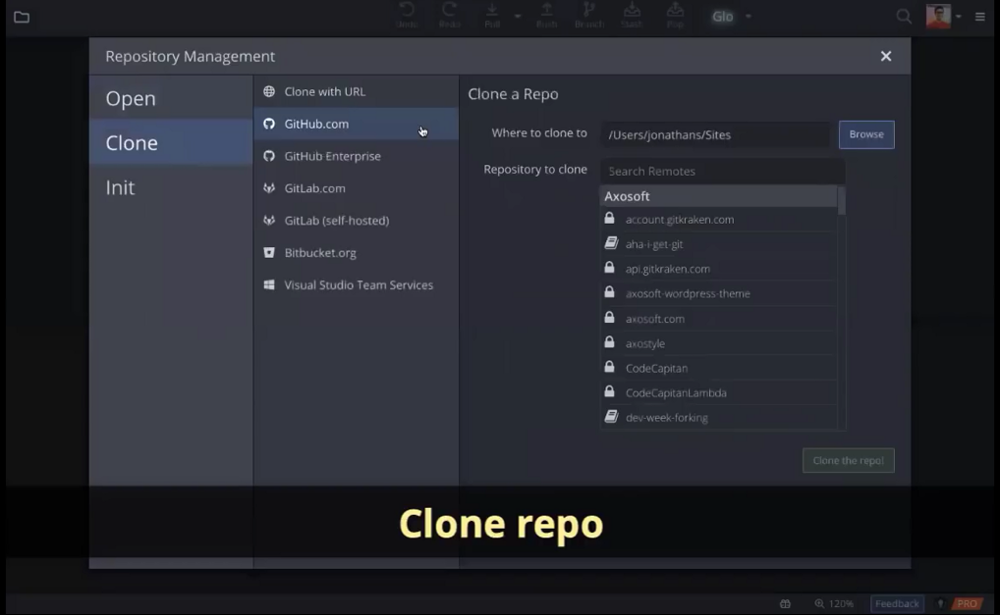 Undo Redo Pull Push Branch Stash Pop Glo
Repository Management
Open
Clone
Init
Clone with URL
GitHub.com
GitHub Enterprise
GitLab.com
GitLab (self-hosted)
Bitbucket.org
Visual Studio Team Services
Clone a Repo
Where to clone to /Users/jonathans/Sites Browse
Repository to clone Search Remotes
Axosoft
account.gitkraken.com
aha-i-get-git
api.gitkraken.com
axosoft-wordpress-theme
axosoft.com
axostyle
CodeCapitan
CodeCapitanLambda
dev-week-forking
Clone the repo!
Clone repo
120% Feedback PRO